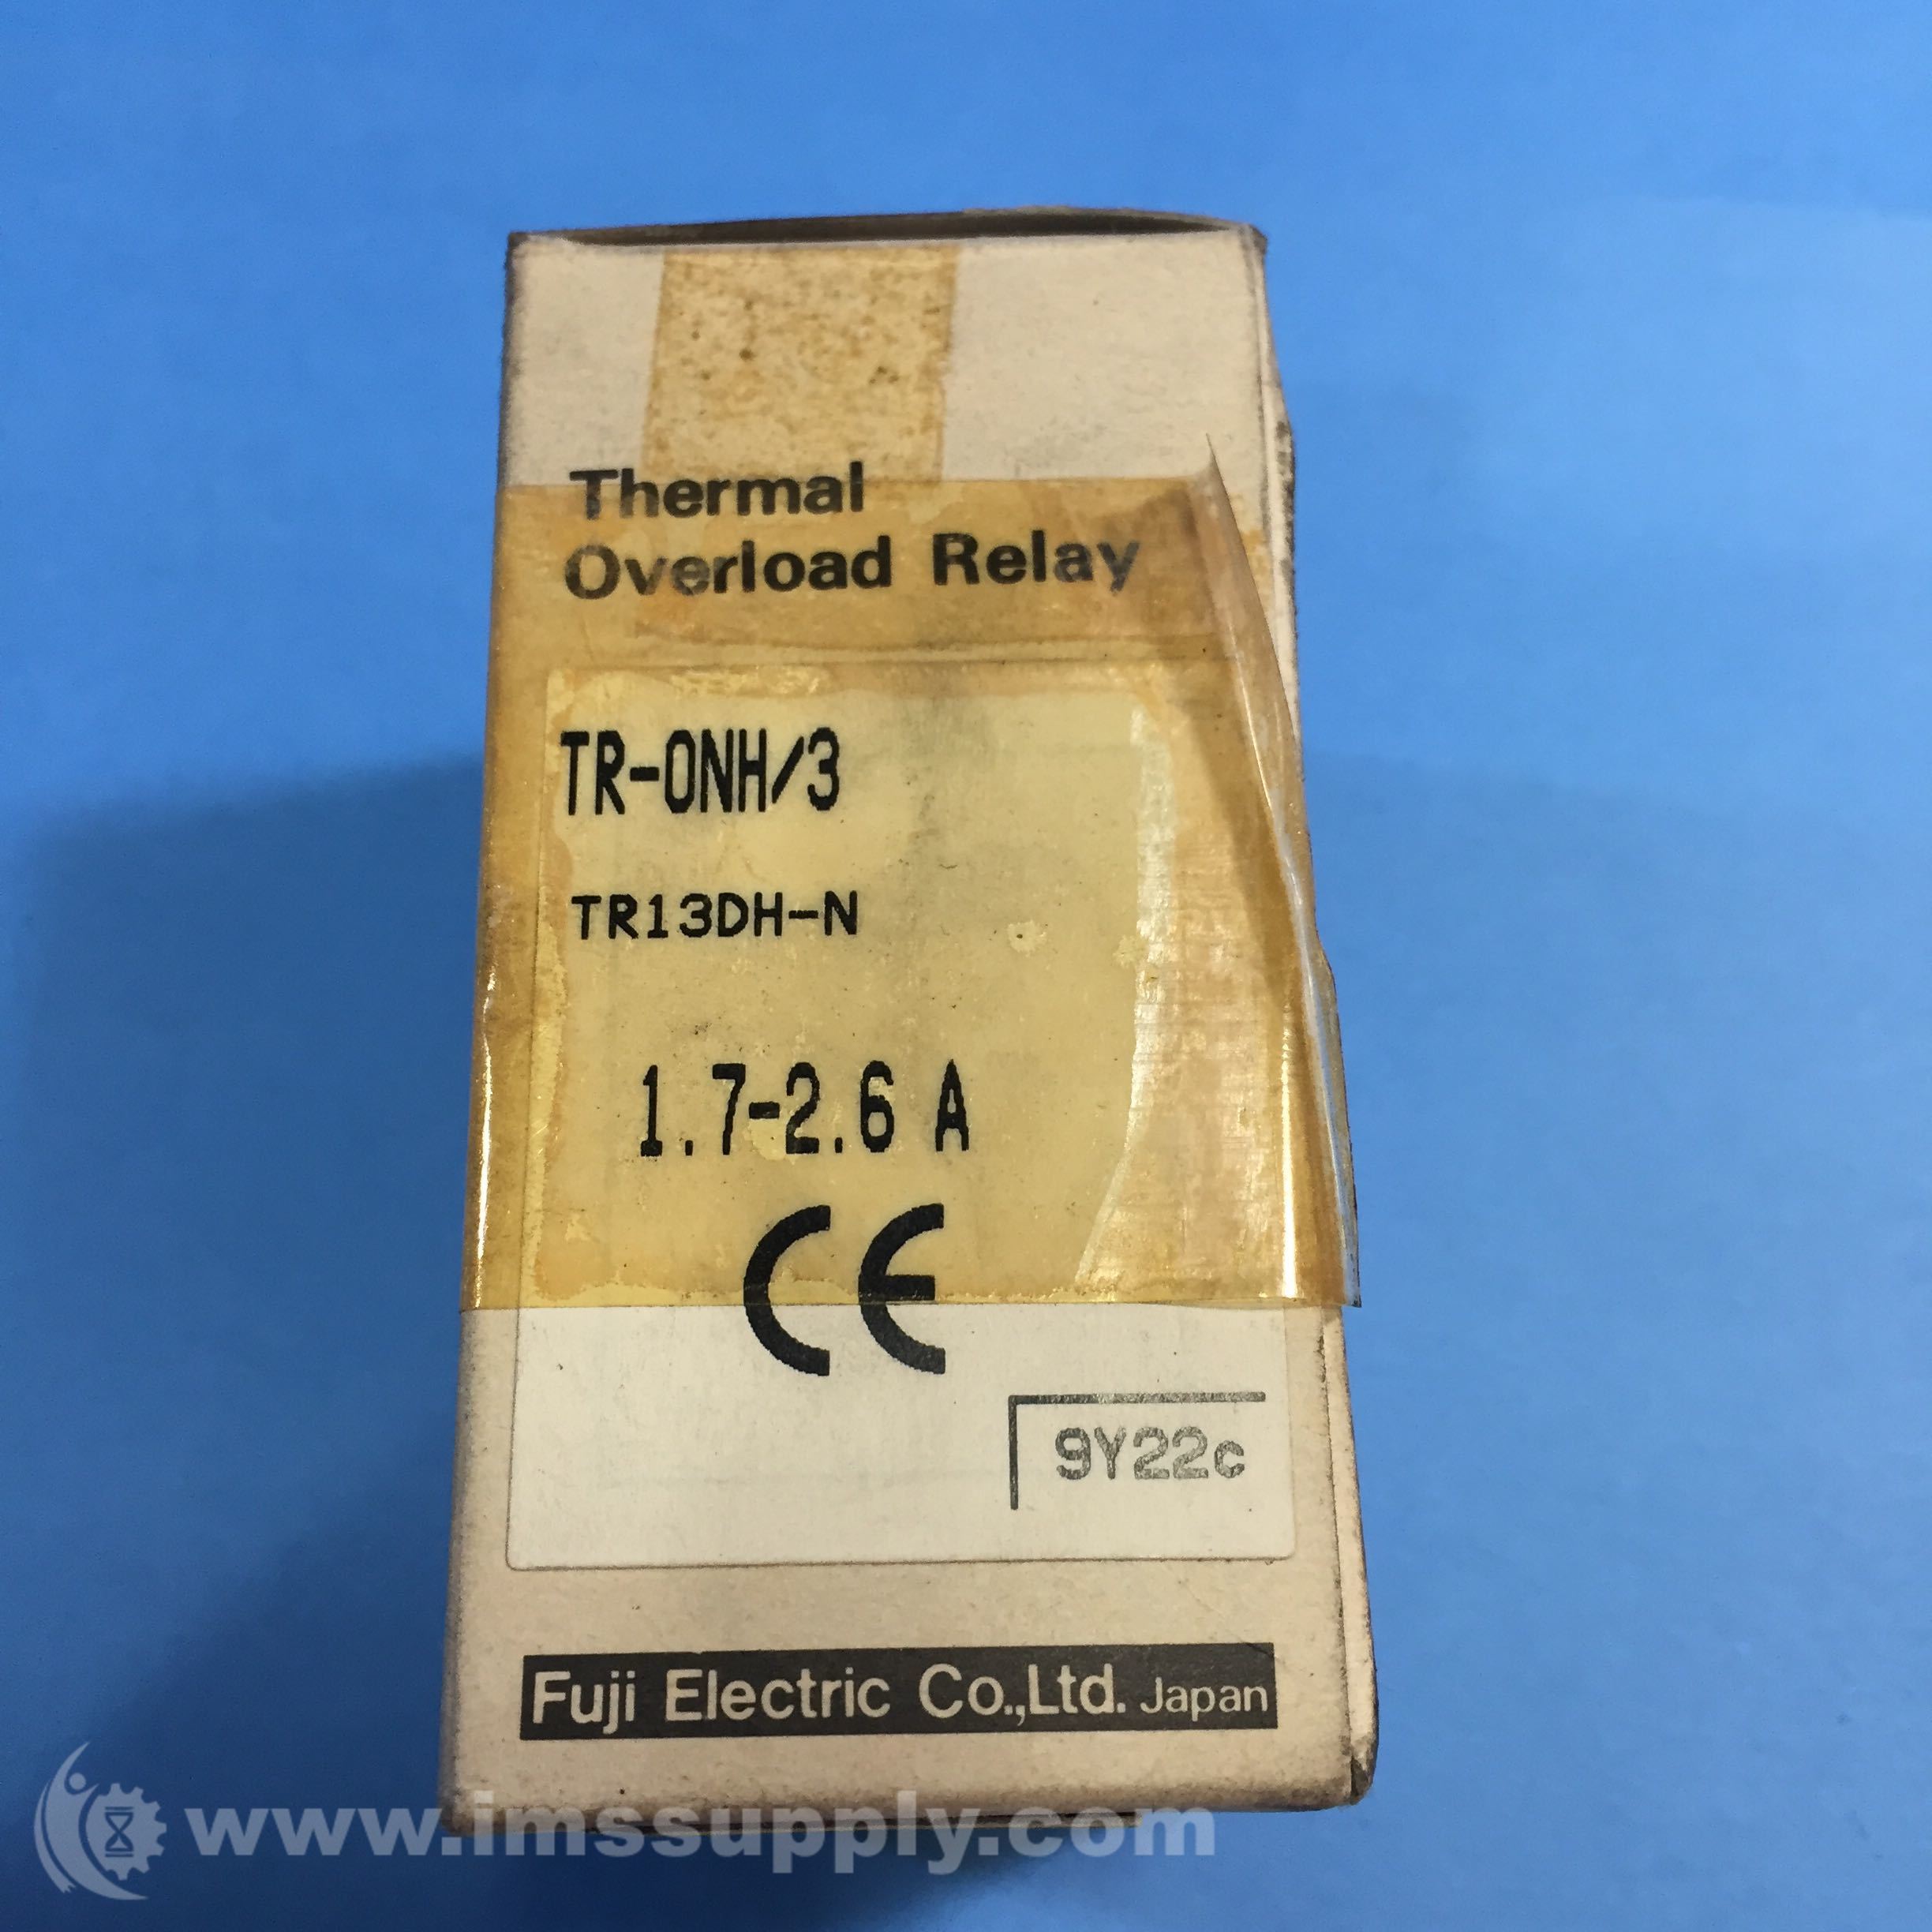 Thermal
Overload Relay
TR-0NH/3
TR13DH-N
1.7-2.6 A
CE
9Y22c
Fuji Electric Co.,Ltd. Japan
www.imssupply.com